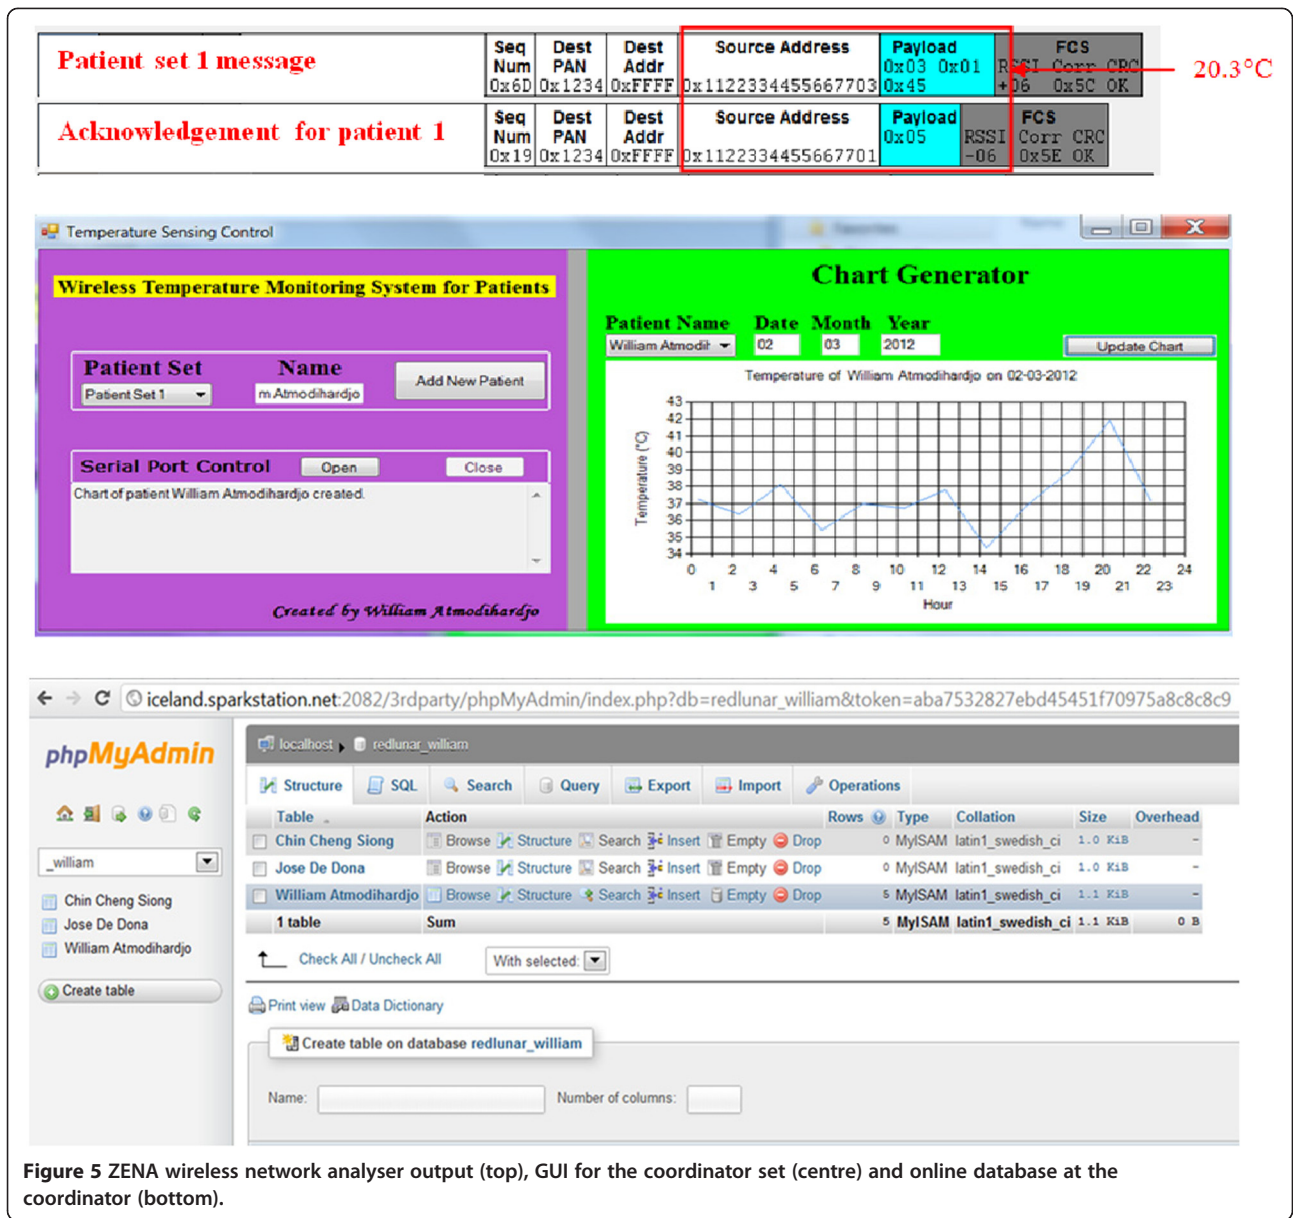 Patient set 1 message
Seq Num 0x6D
Dest PAN 0x1234
Dest Addr 0xFFFF
Source Address 0x1122334455667703
Payload 0x03 0x01 0x45
FCS RSSI Corr CRC +06 0x5C OK
20.3°C
Acknowledgement for patient 1
Seq Num 0x19
Dest PAN 0x1234
Dest Addr 0xFFFF
Source Address 0x1122334455667701
Payload 0x05
FCS RSSI Corr CRC -06 0x5E OK
Temperature Sensing Control
Wireless Temperature Monitoring System for Patients
Patient Set Name
Patient Set 1 m Atmodihardjo Add New Patient
Serial Port Control Open Close
Chart of patient William Atmodihardjo created.
Created by William Atmodihardjo
Chart Generator
Patient Name Date Month Year
William Atmodih 02 03 2012 Update Chart
Temperature of William Atmodihardjo on 02-03-2012
Temperature (°C)
43
42
41
40
39
38
37
36
35
34
0 2 4 6 8 10 12 14 16 18 20 22 24
1 3 5 7 9 11 13 15 17 19 21 23
Hour
iceland.sparkstation.net:2082/3rdparty/phpMyAdmin/index.php?db=redlunar_william&token=aba7532827ebd45451f70975a8c8c8c9
phpMyAdmin
_william
Chin Cheng Siong
Jose De Dona
William Atmodihardjo
Create table
localhost redlunar_william
Structure SQL Search Query Export Import Operations
Table Action Rows Type Collation Size Overhead
Chin Cheng Siong Browse Structure Search Insert Empty Drop 0 MyISAM latin1_swedish_ci 1.0 KiB -
Jose De Dona Browse Structure Search Insert Empty Drop 0 MyISAM latin1_swedish_ci 1.0 KiB -
William Atmodihardjo Browse Structure Search Insert Empty Drop 5 MyISAM latin1_swedish_ci 1.1 KiB -
1 table Sum 5 MyISAM latin1_swedish_ci 1.1 KiB 0 B
Check All / Uncheck All With selected:
Print view Data Dictionary
Create table on database redlunar_william
Name: Number of columns:
Figure 5 ZENA wireless network analyser output (top), GUI for the coordinator set (centre) and online database at the
coordinator (bottom).